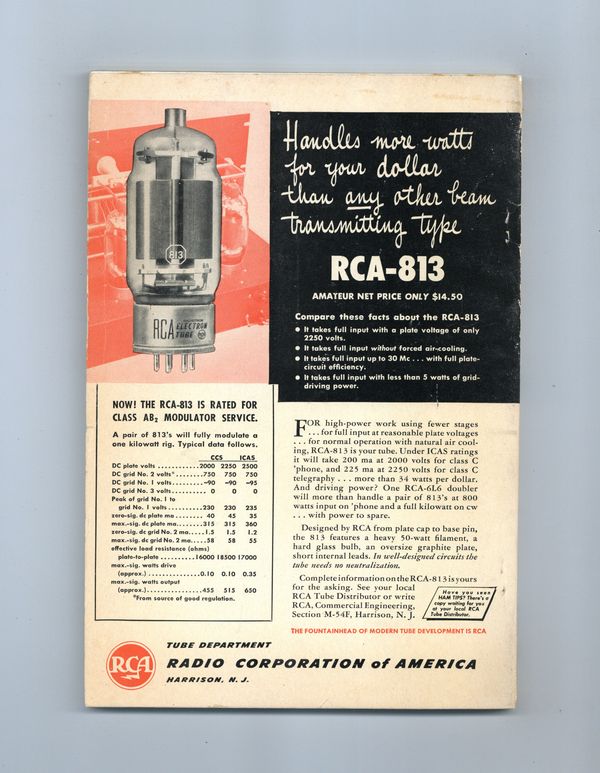 Handles more watts
for your dollar
than any other beam
transmitting type
RCA-813
AMATEUR NET PRICE ONLY $14.50
Compare these facts about the RCA-813
● It takes full input with a plate voltage of only
2250 volts.
● It takes full input without forced air-cooling.
● It takes full input up to 30 Mc . . . with full plate-
circuit efficiency.
● It takes full input with less than 5 watts of grid-
driving power.
813
RCA ELECTRON
TUBE
NOW! THE RCA-813 IS RATED FOR
CLASS AB2 MODULATOR SERVICE.
A pair of 813's will fully modulate a
one kilowatt rig. Typical data follows.
CCS ICAS
DC plate volts ........... 2000 2250 2500
DC grid No. 2 volts* ........ 750 750 750
DC grid No. 1 volts ........ -90 -90 -95
DC grid No. 3 volts ......... 0 0 0
Peak af grid No. 1 to
grid No. 1 volts .......... 230 230 235
zero-sig. dc plate ma ........ 40 45 35
max.-sig. dc plate ma ....... 315 315 360
zero-sig. dc grid No. 2 ma .... 1.5 1.2
max.-sig. dc grid No. 2 ma ..... 58 58 55
effective load resistance (ohms)
plate-to-plate .......... 16000 18500 17000
max.-sig. watts drive
(approx.) .............. 0.10 0.10 0.35
max.-sig. watts output
(approx.) .............. 455 515 650
*From source of good regulation.
FOR high-power work using fewer stages
. . . for full input at reasonable plate voltages
. . . for normal operation with natural air cool-
ing, RCA-813 is your tube. Under ICAS ratings
it will take 200 ma at 2000 volts for class C
'phone, and 225 ma at 2250 volts for class C
telegraphy . . . more than 34 watts per dollar.
And driving power? One RCA-6L6 doubler
will more than handle a pair of 813's at 800
watts input on 'phone and a full kilowatt on cw
. . . with power to spare.
Designed by RCA from plate cap to base pin,
the 813 features a heavy 50-watt filament, a
hard glass bulb, an oversize graphite plate,
short internal leads. In well-designed circuits the
tube needs no neutralization.
Complete information on the RCA-813 is yours
for the asking. See your local
RCA Tube Distributor or write
RCA, Commercial Engineering,
Section M-54F, Harrison, N. J.
Have you seen
HAM TIPS? There's a
copy waiting for you
at your local RCA
Tube Distributor.
THE FOUNTAINHEAD OF MODERN TUBE DEVELOPMENT IS RCA
RCA
TUBE DEPARTMENT
RADIO CORPORATION of AMERICA
HARRISON, N. J.